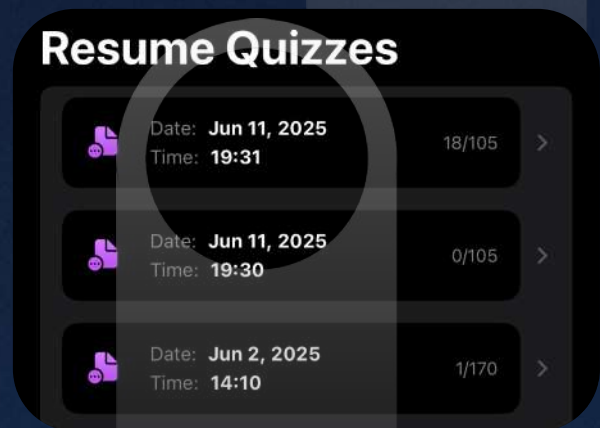 Resume Quizzes
Date: Jun 11, 2025
Time: 19:31
18/105
Date: Jun 11, 2025
Time: 19:30
0/105
Date: Jun 2, 2025
Time: 14:10
1/170